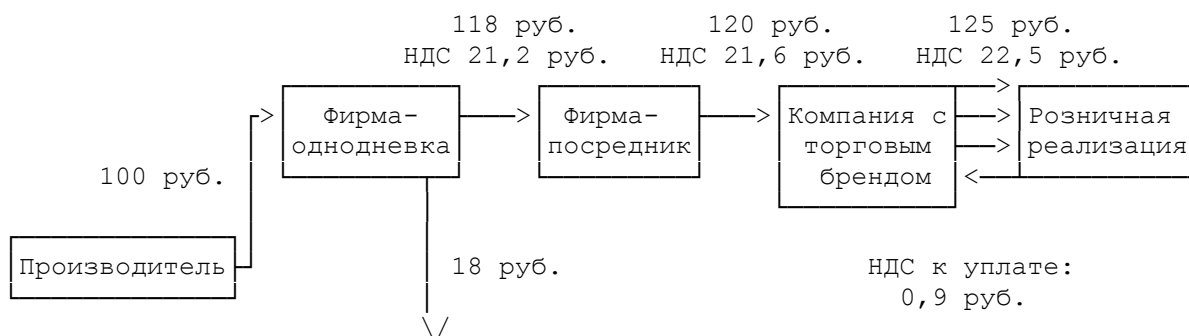 118 руб. 120 руб. 125 руб.
НДС 21,2 руб. НДС 21,6 руб. НДС 22,5 руб.
Фирма- Фирма- Компания с Розничная
однодневка посредник торговым реализация
100 руб. брендом
Производитель 18 руб. НДС к уплате:
0,9 руб.